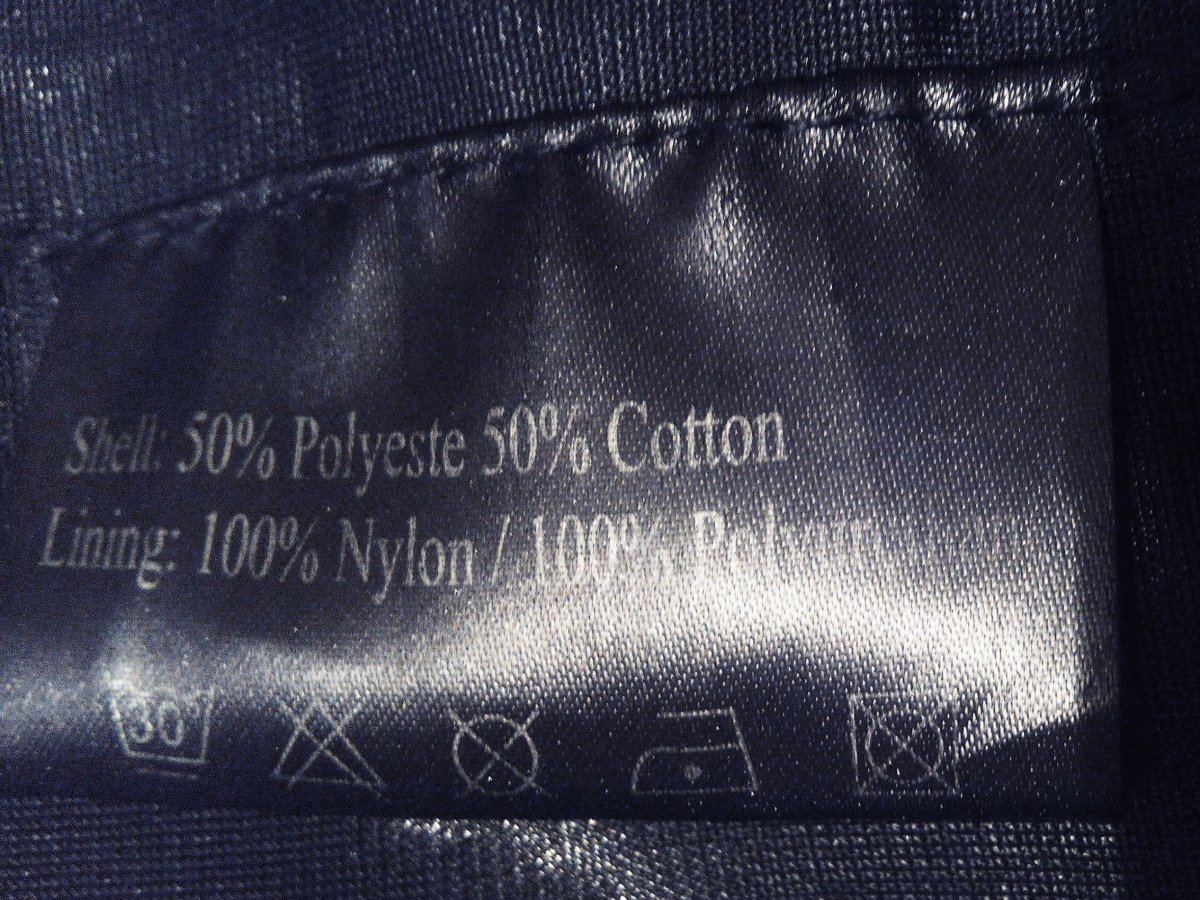 Shell: 50% Polyeste 50% Cotton
Lining: 100% Nylon / 100%
30°